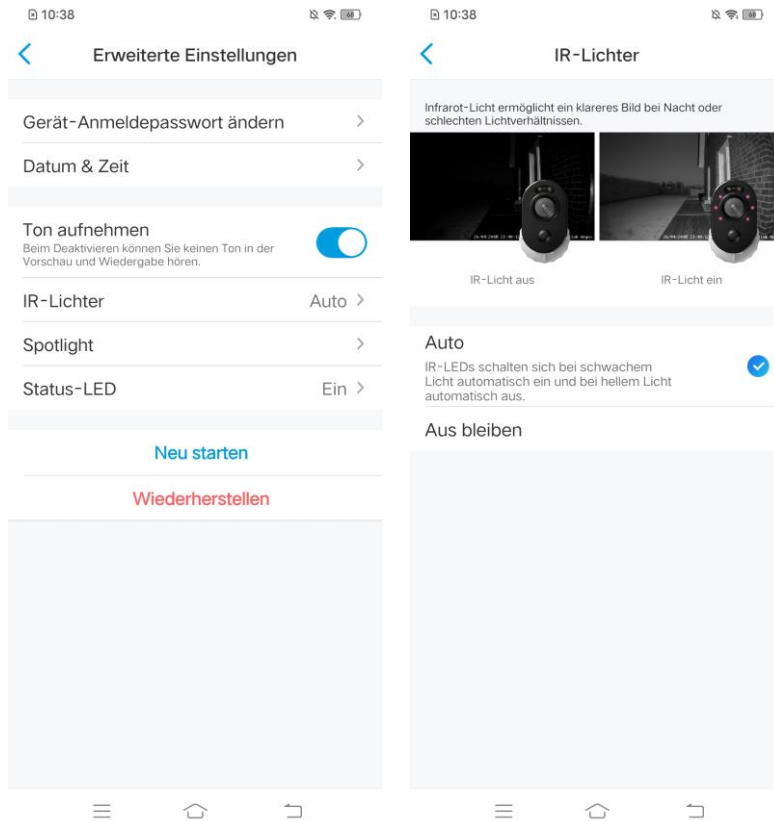 10:38
68
Erweiterte Einstellungen
Gerät-Anmeldepasswort ändern
Datum & Zeit
Ton aufnehmen
Beim Deaktivieren können Sie keinen Ton in der
Vorschau und Wiedergabe hören.
IR-Lichter Auto
Spotlight
Status-LED Ein
Neu starten
Wiederherstellen
10:38
68
IR-Lichter
Infrarot-Licht ermöglicht ein klareres Bild bei Nacht oder
schlechten Lichtverhältnissen.
IR-Licht aus
IR-Licht ein
Auto
IR-LEDs schalten sich bei schwachem
Licht automatisch ein und bei hellem Licht
automatisch aus.
Aus bleiben